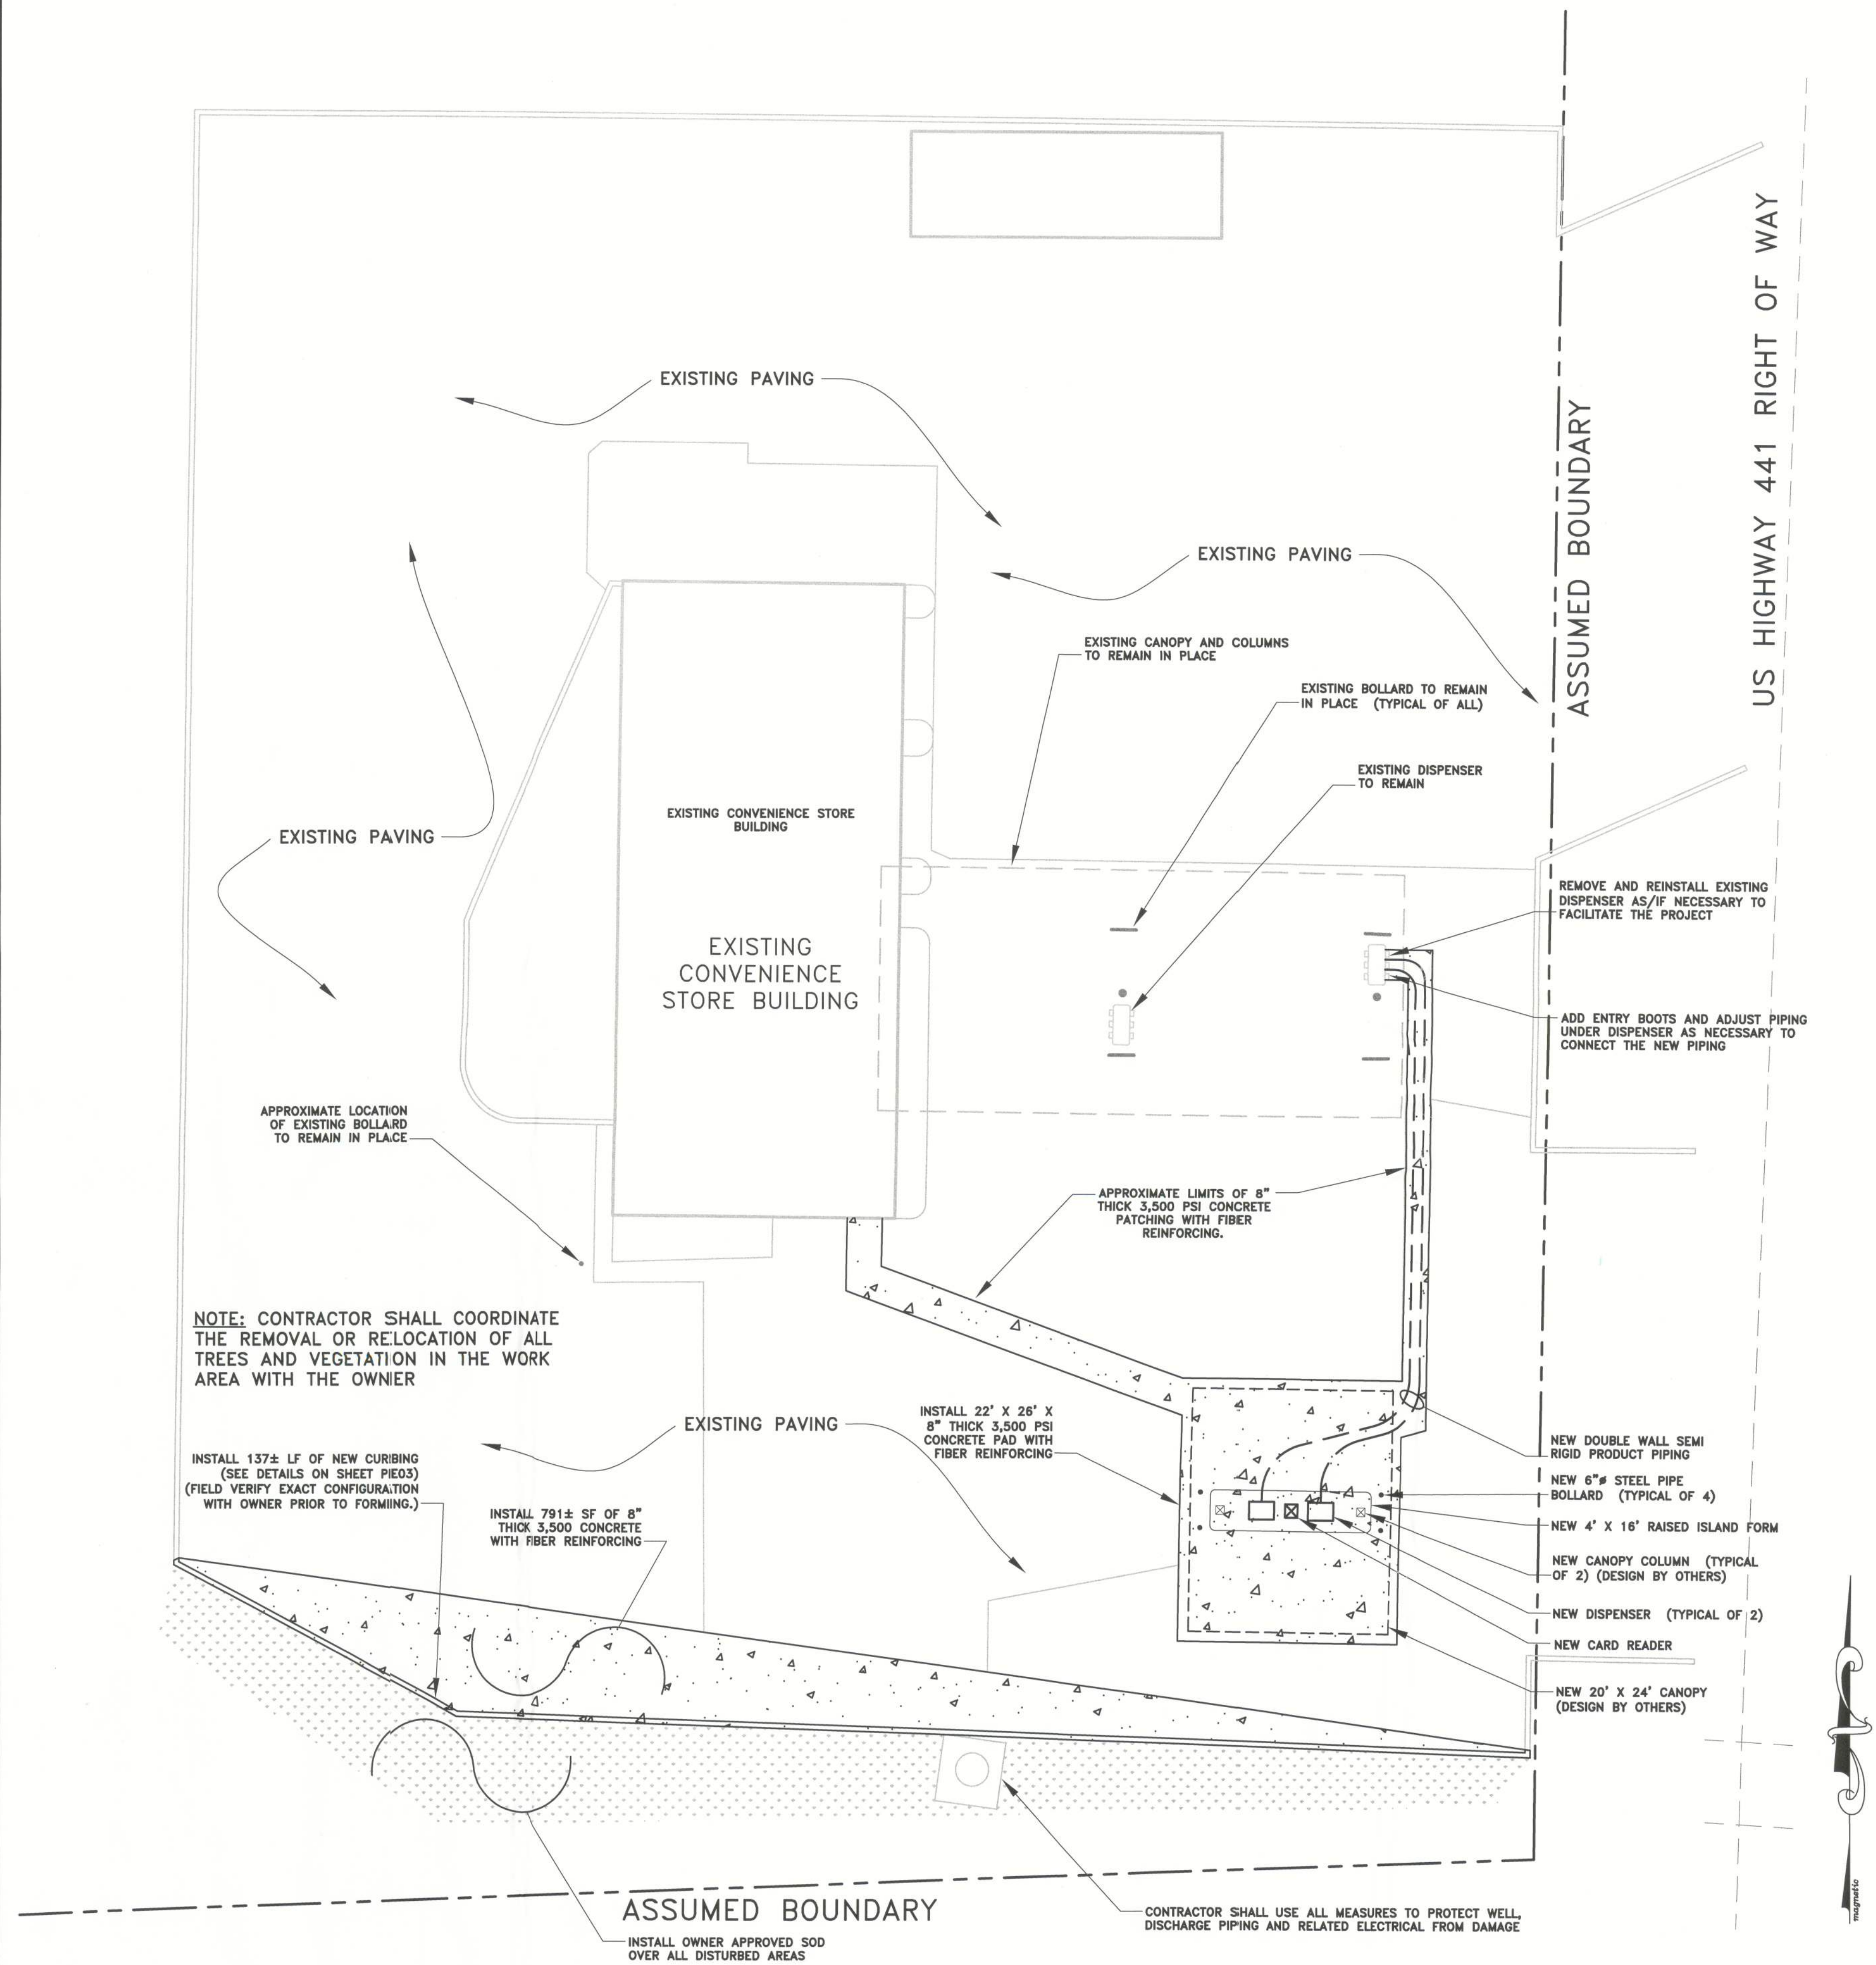 US HIGHWAY 441 RIGHT OF WAY
ASSUMED BOUNDARY
EXISTING PAVING
EXISTING PAVING
EXISTING CANOPY AND COLUMNS
TO REMAIN IN PLACE
EXISTING BOLLARD TO REMAIN
IN PLACE (TYPICAL OF ALL)
EXISTING DISPENSER
TO REMAIN
EXISTING CONVENIENCE STORE
BUILDING
EXISTING PAVING
EXISTING
CONVENIENCE
STORE BUILDING
REMOVE AND REINSTALL EXISTING
DISPENSER AS/IF NECESSARY TO
FACILITATE THE PROJECT
ADD ENTRY BOOTS AND ADJUST PIPING
UNDER DISPENSER AS NECESSARY TO
CONNECT THE NEW PIPING
APPROXIMATE LOCATION
OF EXISTING BOLLARD
TO REMAIN IN PLACE
APPROXIMATE LIMITS OF 8"
THICK 3,500 PSI CONCRETE
PATCHING WITH FIBER
REINFORCING.
NOTE: CONTRACTOR SHALL COORDINATE
THE REMOVAL OR RELOCATION OF ALL
TREES AND VEGETATION IN THE WORK
AREA WITH THE OWNER
EXISTING PAVING
INSTALL 22' X 26' X
8" THICK 3,500 PSI
CONCRETE PAD WITH
FIBER REINFORCING
INSTALL 137± LF OF NEW CURBING
(SEE DETAILS ON SHEET PIE03)
(FIELD VERIFY EXACT CONFIGURATION
WITH OWNER PRIOR TO FORMING.)
INSTALL 791± SF OF 8"
THICK 3,500 CONCRETE
WITH FIBER REINFORCING
NEW DOUBLE WALL SEMI
RIGID PRODUCT PIPING
NEW 6"ø STEEL PIPE
BOLLARD (TYPICAL OF 4)
NEW 4' X 16' RAISED ISLAND FORM
NEW CANOPY COLUMN (TYPICAL
OF 2) (DESIGN BY OTHERS)
NEW DISPENSER (TYPICAL OF 2)
NEW CARD READER
NEW 20' X 24' CANOPY
(DESIGN BY OTHERS)
ASSUMED BOUNDARY
INSTALL OWNER APPROVED SOD
OVER ALL DISTURBED AREAS
CONTRACTOR SHALL USE ALL MEASURES TO PROTECT WELL,
DISCHARGE PIPING AND RELATED ELECTRICAL FROM DAMAGE
magnetic